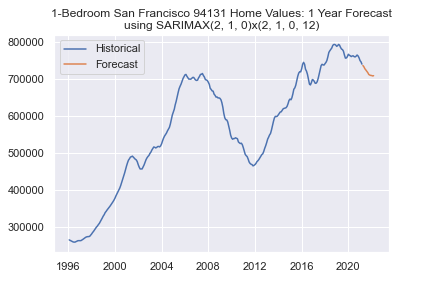 1-Bedroom San Francisco 94131 Home Values: 1 Year Forecast
using SARIMAX(2, 1, 0)x(2, 1, 0, 12)
Historical
Forecast
800000
700000
600000
500000
400000
300000
1996 2000 2004 2008 2012 2016 2020